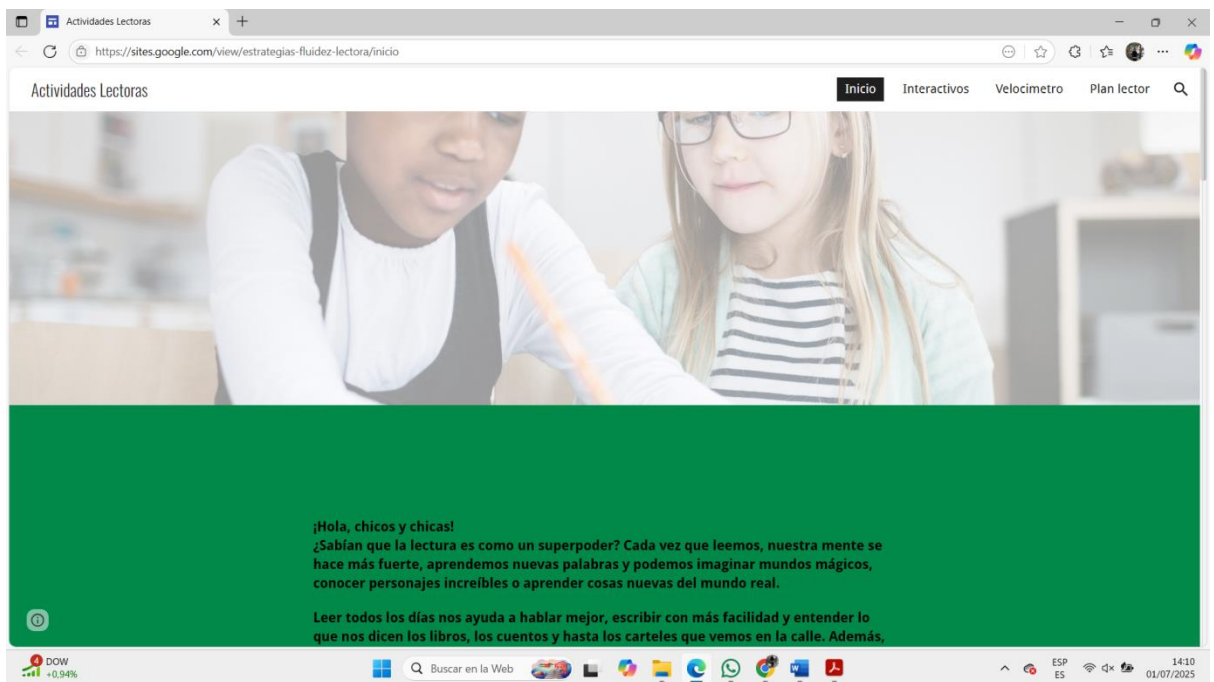 Actividades Lectoras
https://sites.google.com/view/estrategias-fluidez-lectora/inicio
Actividades Lectoras
Inicio
Interactivos
Velocimetro
Plan lector
¡Hola, chicos y chicas!
¿Sabían que la lectura es como un superpoder? Cada vez que leemos, nuestra mente se
hace más fuerte, aprendemos nuevas palabras y podemos imaginar mundos mágicos,
conocer personajes increíbles o aprender cosas nuevas del mundo real.
Leer todos los días nos ayuda a hablar mejor, escribir con más facilidad y entender lo
que nos dicen los libros, los cuentos y hasta los carteles que vemos en la calle. Además,
4
DOW
+0,94%
Buscar en la Web
ESP
ES
14:10
01/07/2025